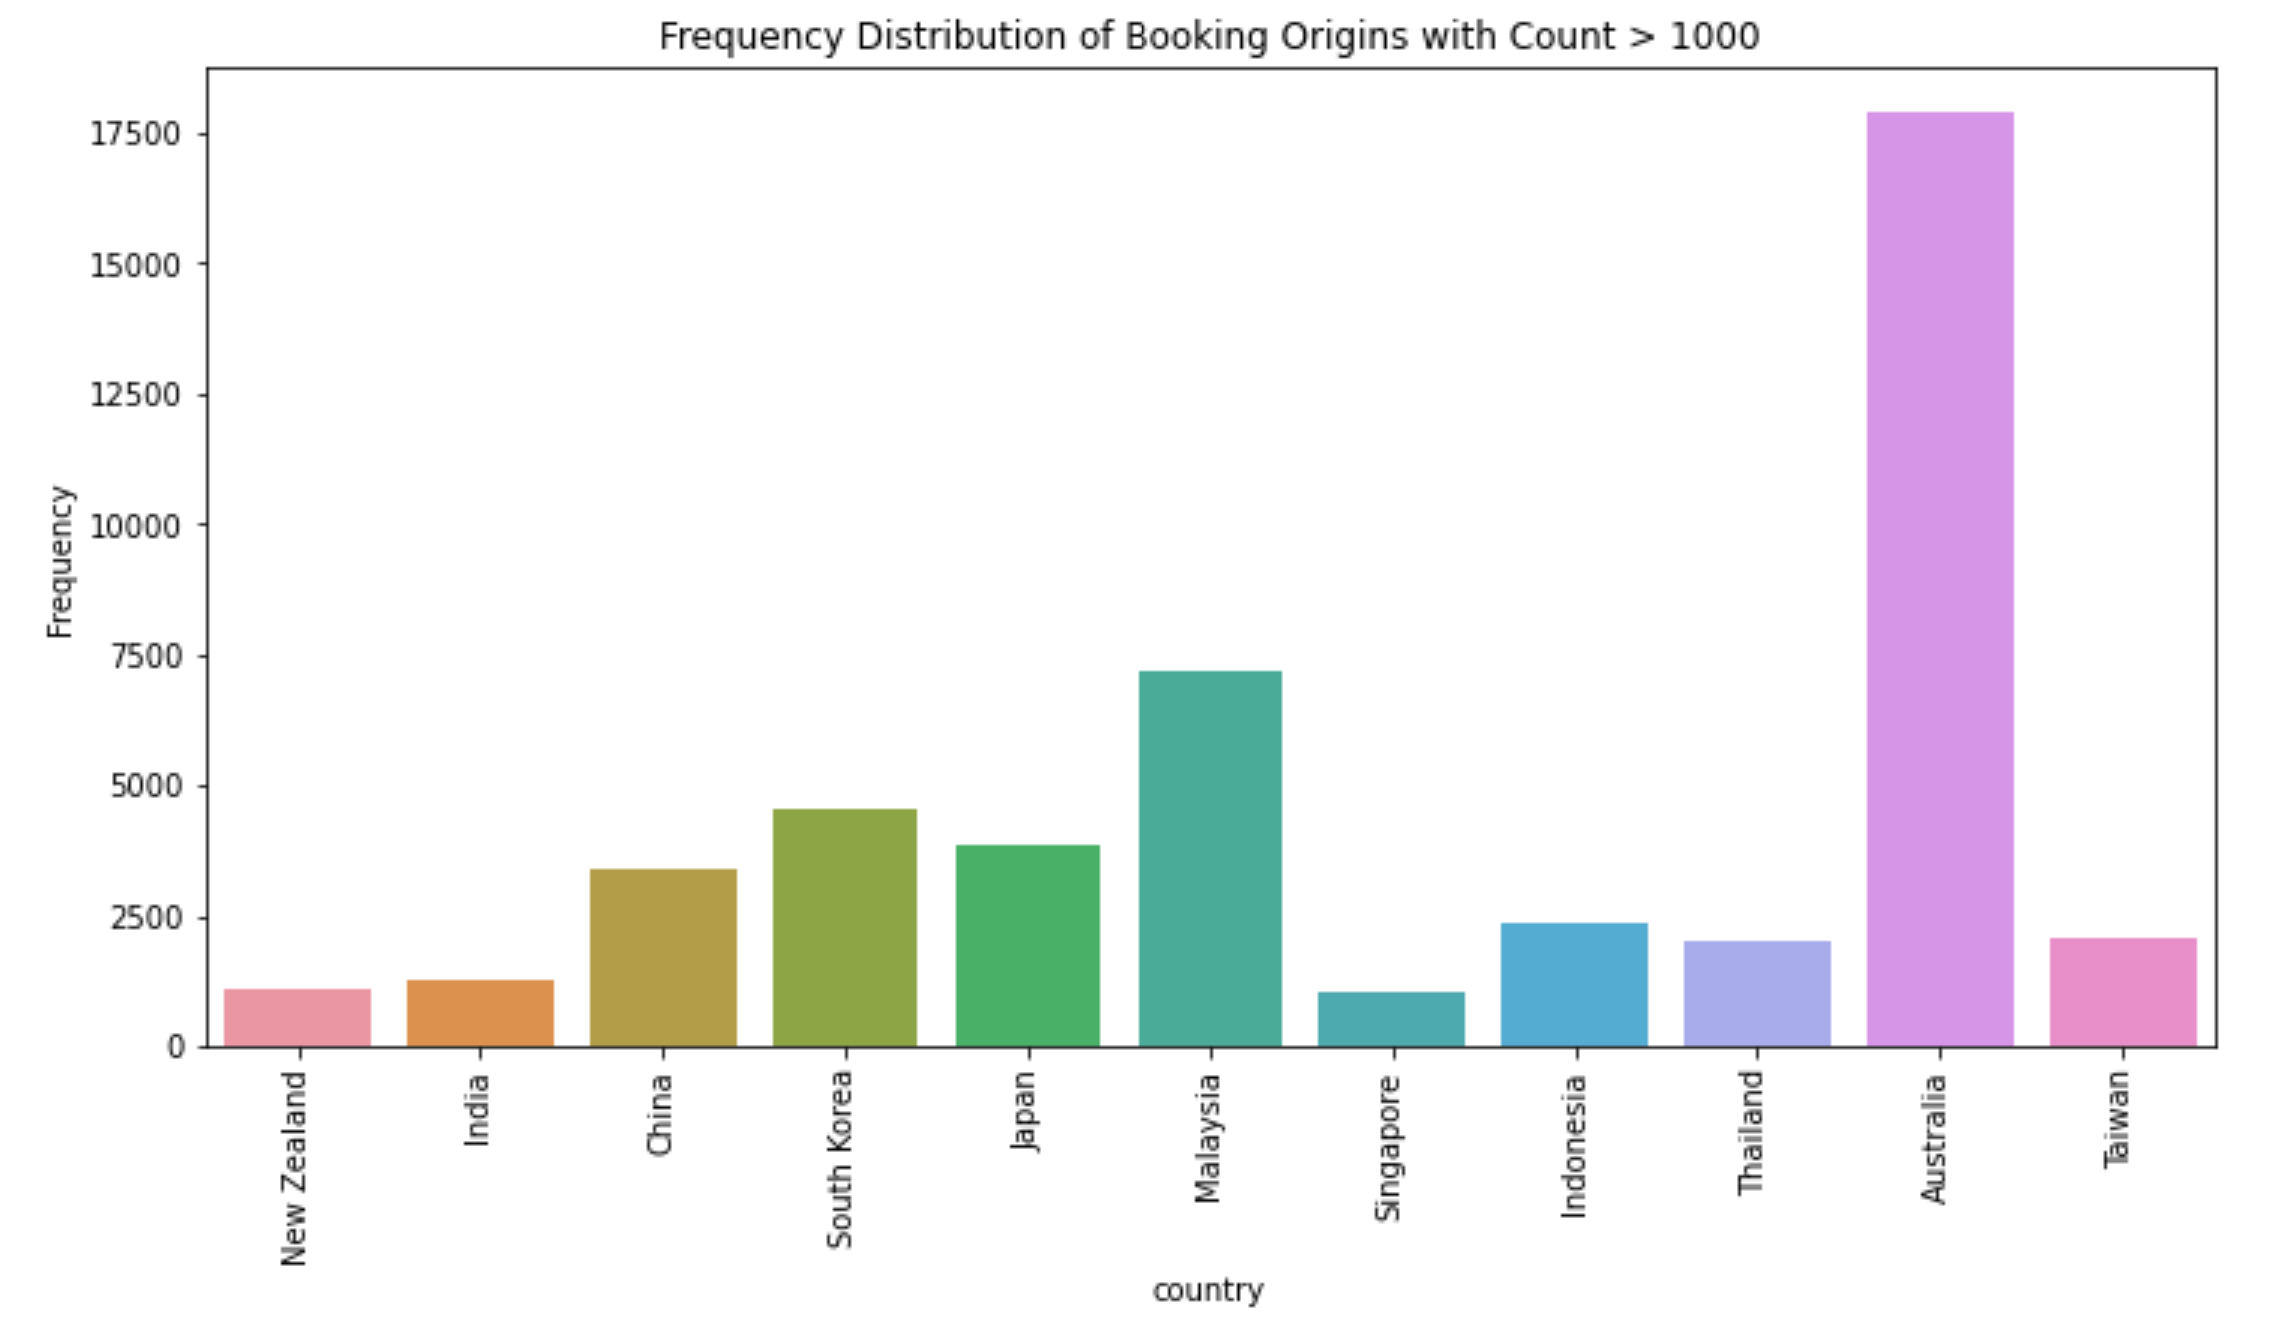 Frequency Distribution of Booking Origins with Count > 1000
Frequency
17500
15000
12500
10000
7500
5000
2500
0
New Zealand
India
China
South Korea
Japan
Malaysia
Singapore
Indonesia
Thailand
Australia
Taiwan
country